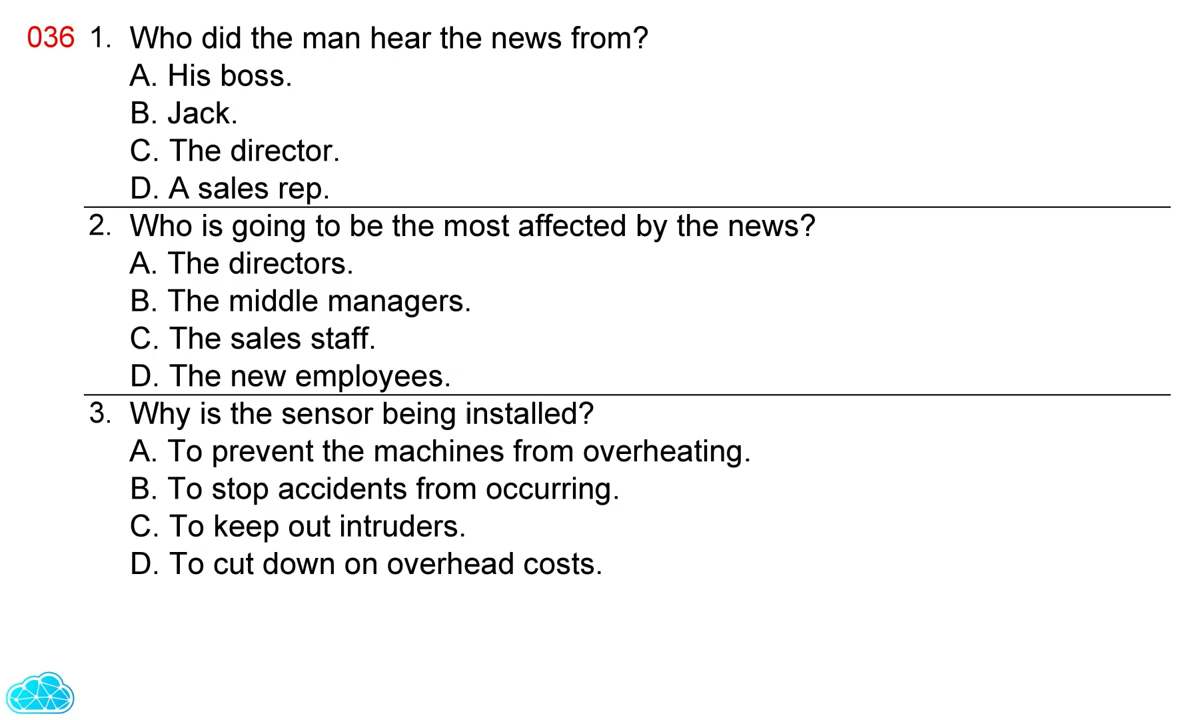 036 1. Who did the man hear the news from?
A. His boss.
B. Jack.
C. The director.
D. A sales rep.
2. Who is going to be the most affected by the news?
A. The directors.
B. The middle managers.
C. The sales staff.
D. The new employees.
3. Why is the sensor being installed?
A. To prevent the machines from overheating.
B. To stop accidents from occurring.
C. To keep out intruders.
D. To cut down on overhead costs.